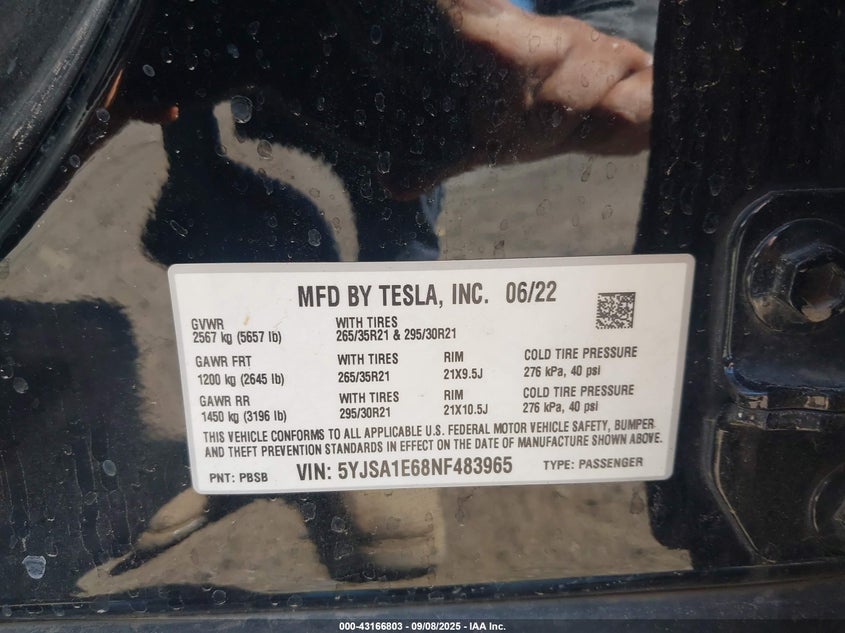 MFD BY TESLA, INC. 06/22
GVWR
2567 kg (5657 lb)
WITH TIRES
265/35R21 & 295/30R21
GAWR FRT
1200 kg (2645 lb)
WITH TIRES
265/35R21
RIM
21X9.5J
COLD TIRE PRESSURE
276 kPa, 40 psi
GAWR RR
1450 kg (3196 lb)
WITH TIRES
295/30R21
RIM
21X10.5J
COLD TIRE PRESSURE
276 kPa, 40 psi
THIS VEHICLE CONFORMS TO ALL APPLICABLE U.S. FEDERAL MOTOR VEHICLE SAFETY, BUMPER
AND THEFT PREVENTION STANDARDS IN EFFECT ON THE DATE OF MANUFACTURE SHOWN ABOVE.
PNT: PBSB VIN: 5YJSA1E68NF483965 TYPE: PASSENGER
000-43166803 - 09/08/2025 - IAA Inc.